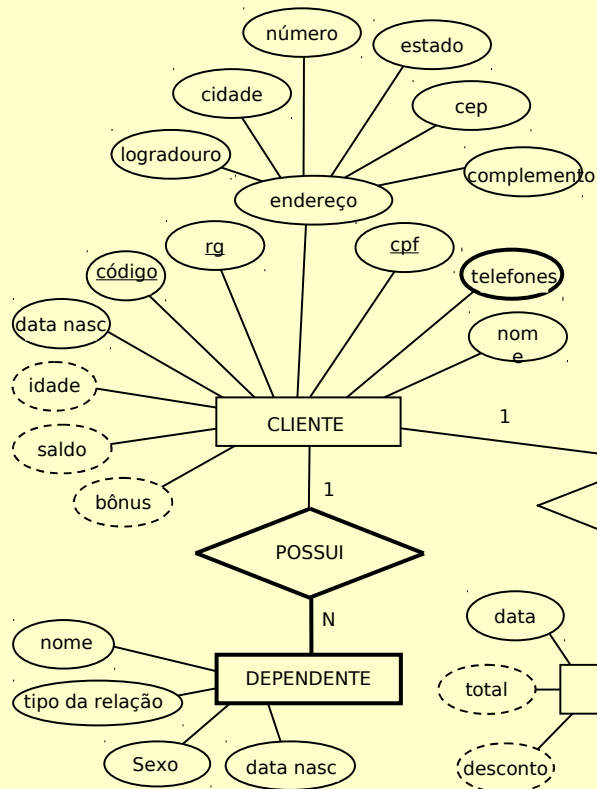 número
estado
cidade
cep
logradouro
complemento
endereço
rg
cpf
código
telefones
data nasc
nom
e
idade
CLIENTE
1
saldo
bônus
1
POSSUI
N
data
nome
DEPENDENTE
total
tipo da relação
Sexo
data nasc
desconto